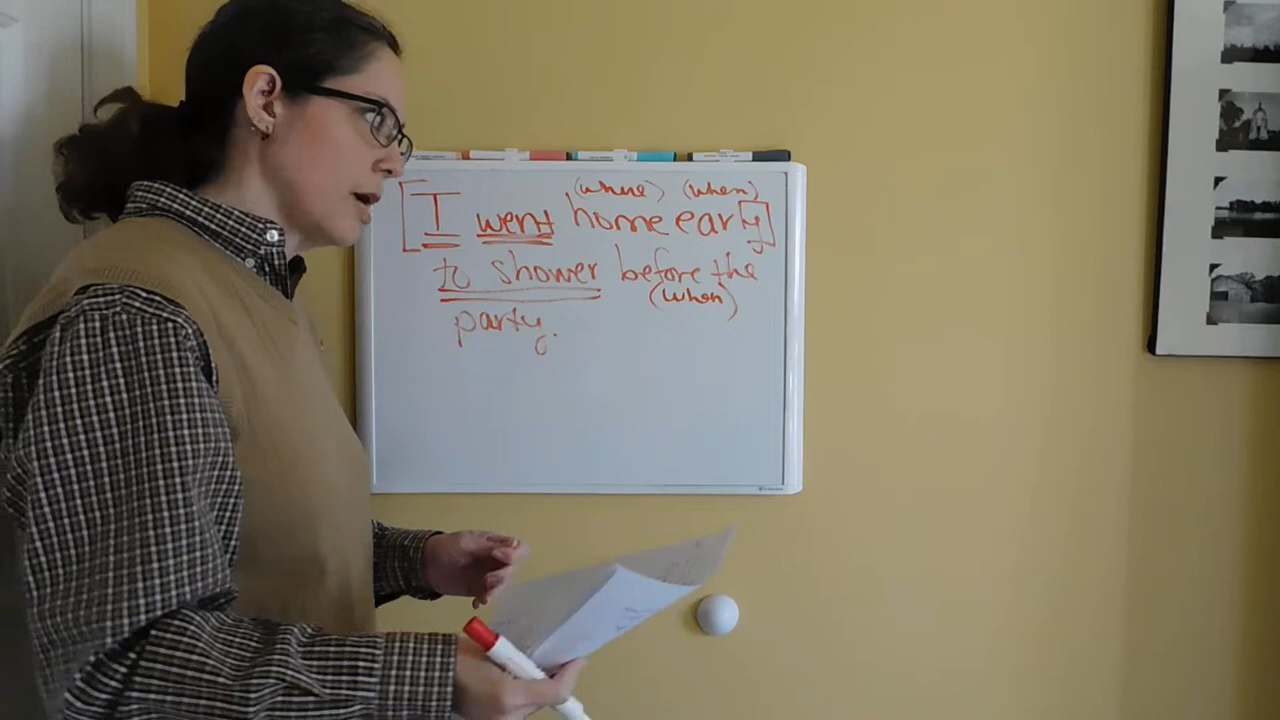 (where) (when)
[I went home early]
to shower before the
(when)
party.